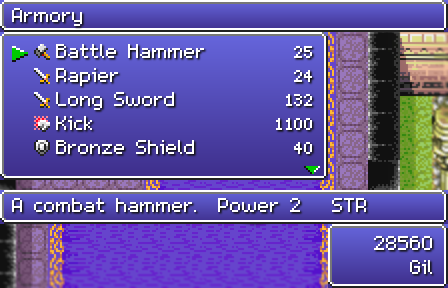 Armory
Battle Hammer 25
Rapier 24
Long Sword 132
Kick 1100
Bronze Shield 40
A combat hammer. Power 2 STR
28560
Gil